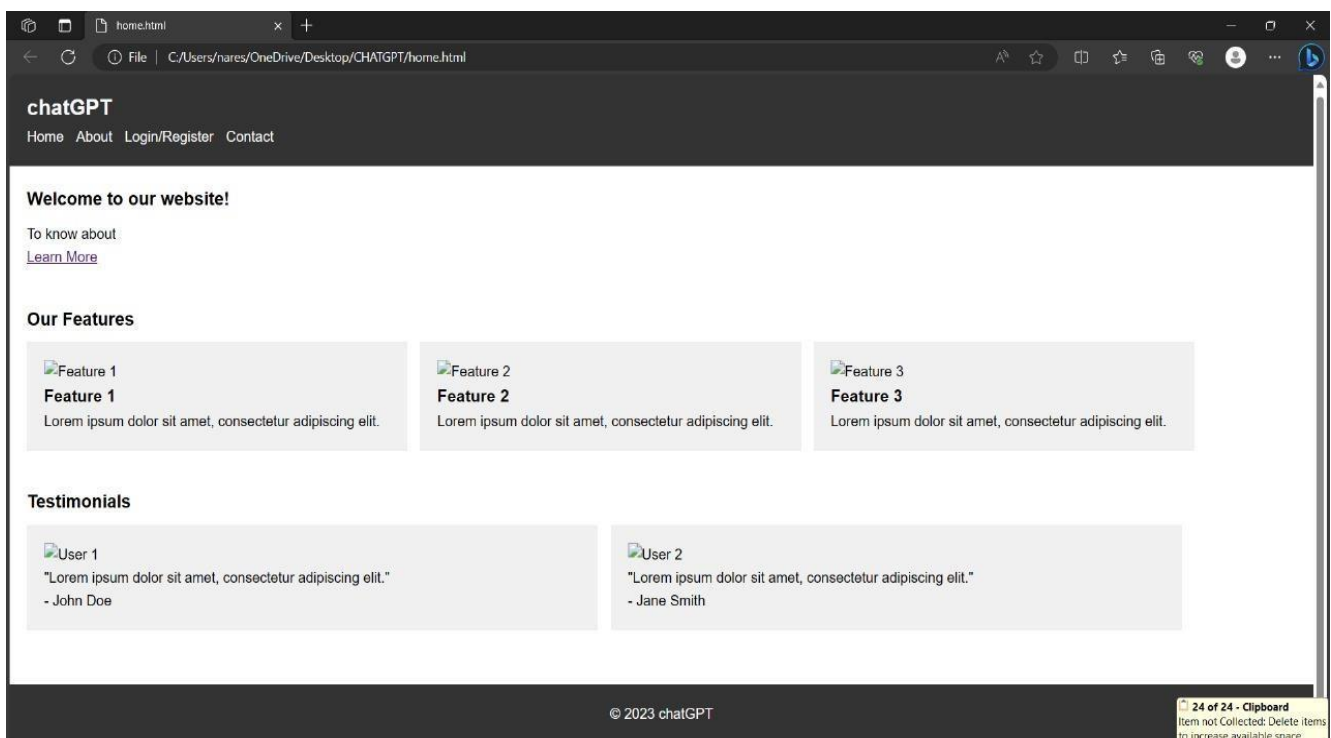 home.html
File | C:/Users/nares/OneDrive/Desktop/CHATGPT/home.html
chatGPT
Home About Login/Register Contact
Welcome to our website!
To know about
Learn More
Our Features
Feature 1 Feature 2 Feature 3
Feature 1 Feature 2 Feature 3
Lorem ipsum dolor sit amet, consectetur adipiscing elit. Lorem ipsum dolor sit amet, consectetur adipiscing elit. Lorem ipsum dolor sit amet, consectetur adipiscing elit.
Testimonials
User 1 User 2
"Lorem ipsum dolor sit amet, consectetur adipiscing elit." "Lorem ipsum dolor sit amet, consectetur adipiscing elit."
- John Doe - Jane Smith
© 2023 chatGPT
24 of 24 - Clipboard
Item not Collected: Delete items
to increase available space